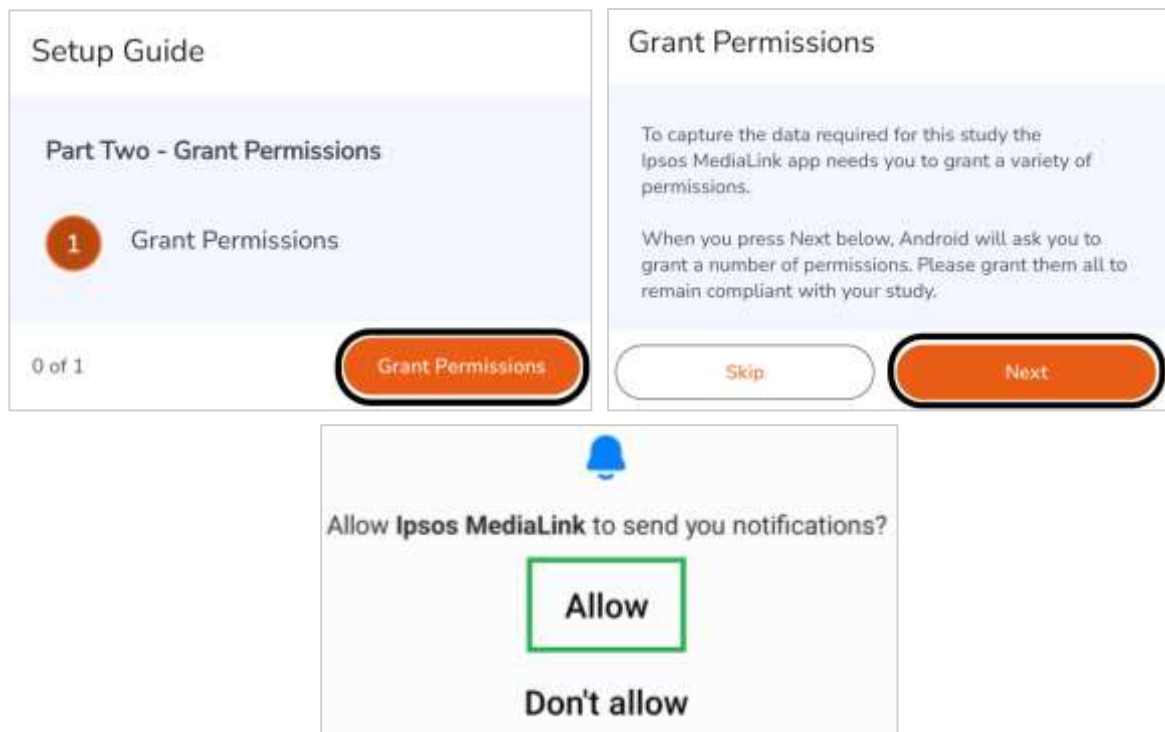 Setup Guide
Part Two - Grant Permissions
1
Grant Permissions
0 of 1
Grant Permissions
Grant Permissions
To capture the data required for this study the
Ipsos MediaLink app needs you to grant a variety of
permissions.
When you press Next below, Android will ask you to
grant a number of permissions. Please grant them all to
remain compliant with your study.
Skip
Next
Allow Ipsos MediaLink to send you notifications?
Allow
Don't allow